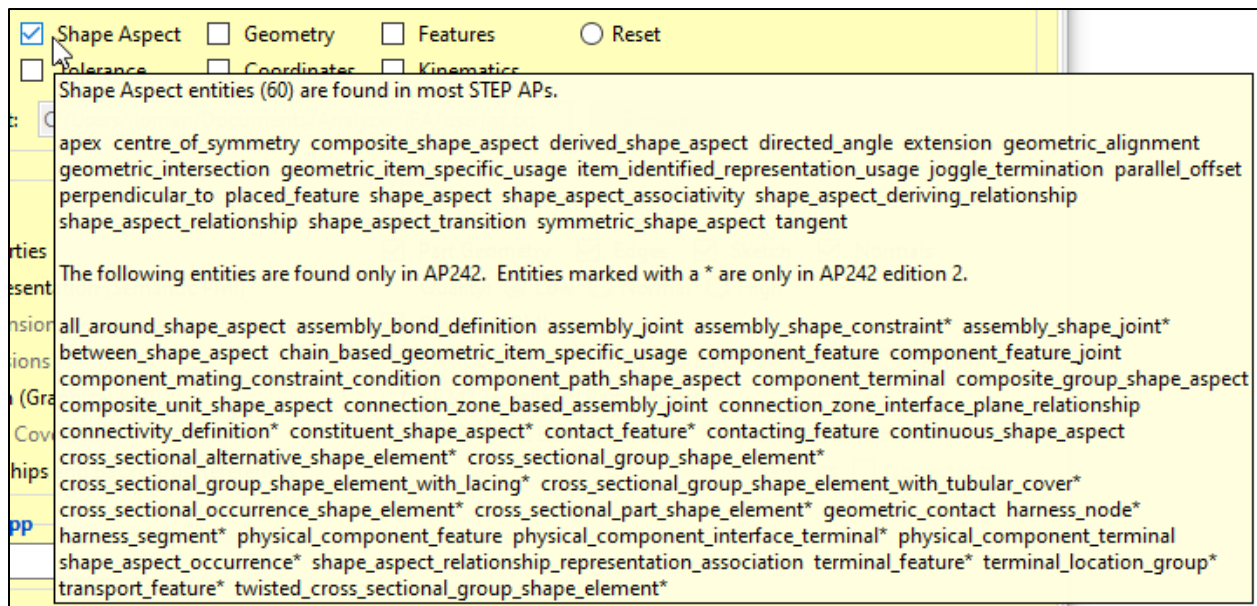 Shape Aspect Geometry Features Reset
Tolerance Coordinates Kinematics
Shape Aspect entities (60) are found in most STEP APs.
apex centre_of_symmetry composite_shape_aspect derived_shape_aspect directed_angle extension geometric_alignment
geometric_intersection geometric_item_specific_usage item_identified_representation_usage joggle_termination parallel_offset
perpendicular_to placed_feature shape_aspect shape_aspect_associativity shape_aspect_deriving_relationship
shape_aspect_relationship shape_aspect_transition symmetric_shape_aspect tangent
The following entities are found only in AP242. Entities marked with a * are only in AP242 edition 2.
all_around_shape_aspect assembly_bond_definition assembly_joint assembly_shape_constraint* assembly_shape_joint*
between_shape_aspect chain_based_geometric_item_specific_usage component_feature component_feature_joint
component_mating_constraint_condition component_path_shape_aspect component_terminal composite_group_shape_aspect
composite_unit_shape_aspect connection_zone_based_assembly_joint connection_zone_interface_plane_relationship
connectivity_definition* constituent_shape_aspect* contact_feature* contacting_feature continuous_shape_aspect
cross_sectional_alternative_shape_element* cross_sectional_group_shape_element*
cross_sectional_group_shape_element_with_lacing* cross_sectional_group_shape_element_with_tubular_cover*
cross_sectional_occurrence_shape_element* cross_sectional_part_shape_element* geometric_contact harness_node*
harness_segment* physical_component_feature physical_component_interface_terminal* physical_component_terminal
shape_aspect_occurrence* shape_aspect_relationship_representation_association terminal_feature* terminal_location_group*
transport_feature* twisted_cross_sectional_group_shape_element*